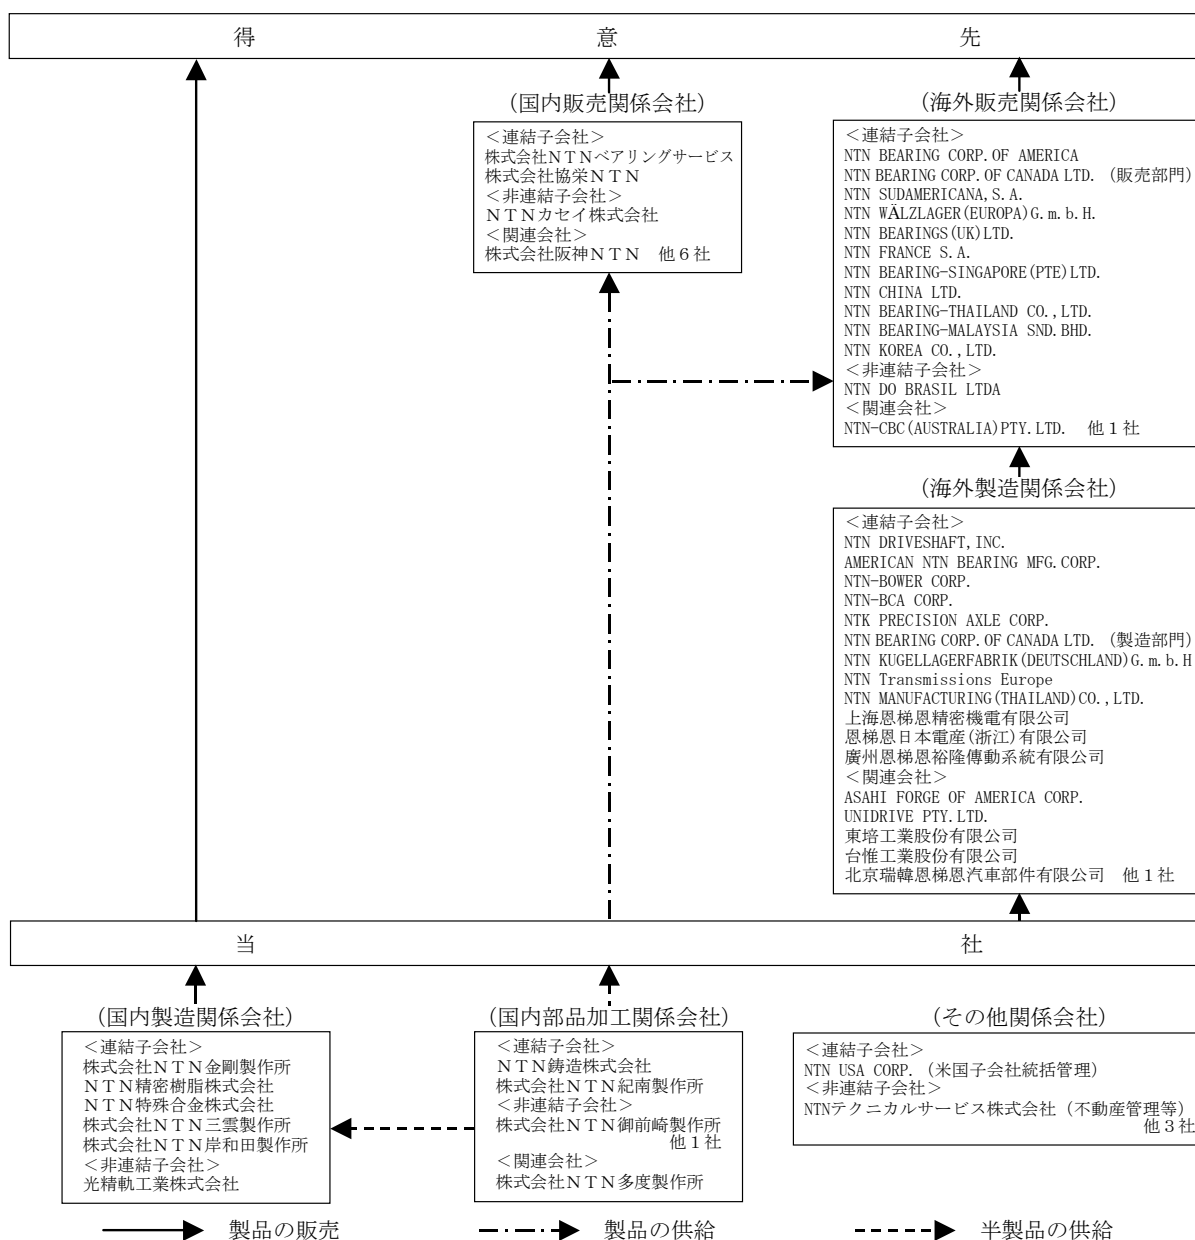 得意先
(国内販売関係会社)
＜連結子会社＞
株式会社ＮＴＮベアリングサービス
株式会社協栄ＮＴＮ
＜非連結子会社＞
ＮＴＮカセイ株式会社
＜関連会社＞
株式会社阪神ＮＴＮ　他６社
(海外販売関係会社)
＜連結子会社＞
NTN BEARING CORP.OF AMERICA
NTN BEARING CORP.OF CANADA LTD.（販売部門)
NTN SUDAMERICANA,S.A.
NTN WÄLZLAGER(EUROPA)G.m.b.H.
NTN BEARINGS(UK)LTD.
NTN FRANCE S.A.
NTN BEARING-SINGAPORE(PTE)LTD.
NTN CHINA LTD.
NTN BEARING-THAILAND CO.,LTD.
NTN BEARING-MALAYSIA SND.BHD.
NTN KOREA CO.,LTD.
＜非連結子会社＞
NTN DO BRASIL LTDA
＜関連会社＞
NTN-CBC(AUSTRALIA)PTY.LTD.　他１社
(海外製造関係会社)
＜連結子会社＞
NTN DRIVESHAFT,INC.
AMERICAN NTN BEARING MFG.CORP.
NTN-BOWER CORP.
NTN-BCA CORP.
NTK PRECISION AXLE CORP.
NTN BEARING CORP.OF CANADA LTD.（製造部門)
NTN KUGELLAGERFABRIK(DEUTSCHLAND)G.m.b.H
NTN Transmissions Europe
NTN MANUFACTURING(THAILAND)CO.,LTD.
上海恩梯恩精密機電有限公司
恩梯恩日本電産(浙江)有限公司
廣州恩梯恩裕隆傳動系統有限公司
＜関連会社＞
ASAHI FORGE OF AMERICA CORP.
UNIDRIVE PTY.LTD.
東培工業股份有限公司
台惟工業股份有限公司
北京瑞韓恩梯恩汽車部件有限公司　他１社
当社
(国内製造関係会社)
＜連結子会社＞
株式会社ＮＴＮ金剛製作所
ＮＴＮ精密樹脂株式会社
ＮＴＮ特殊合金株式会社
株式会社ＮＴＮ三雲製作所
株式会社ＮＴＮ岸和田製作所
＜非連結子会社＞
光精軌工業株式会社
(国内部品加工関係会社)
＜連結子会社＞
ＮＴＮ鋳造株式会社
株式会社ＮＴＮ紀南製作所
＜非連結子会社＞
株式会社ＮＴＮ御前崎製作所
他１社
＜関連会社＞
株式会社ＮＴＮ多度製作所
(その他関係会社)
＜連結子会社＞
NTN USA CORP.（米国子会社統括管理）
＜非連結子会社＞
NTNテクニカルサービス株式会社（不動産管理等）
他３社
製品の販売
製品の供給
半製品の供給